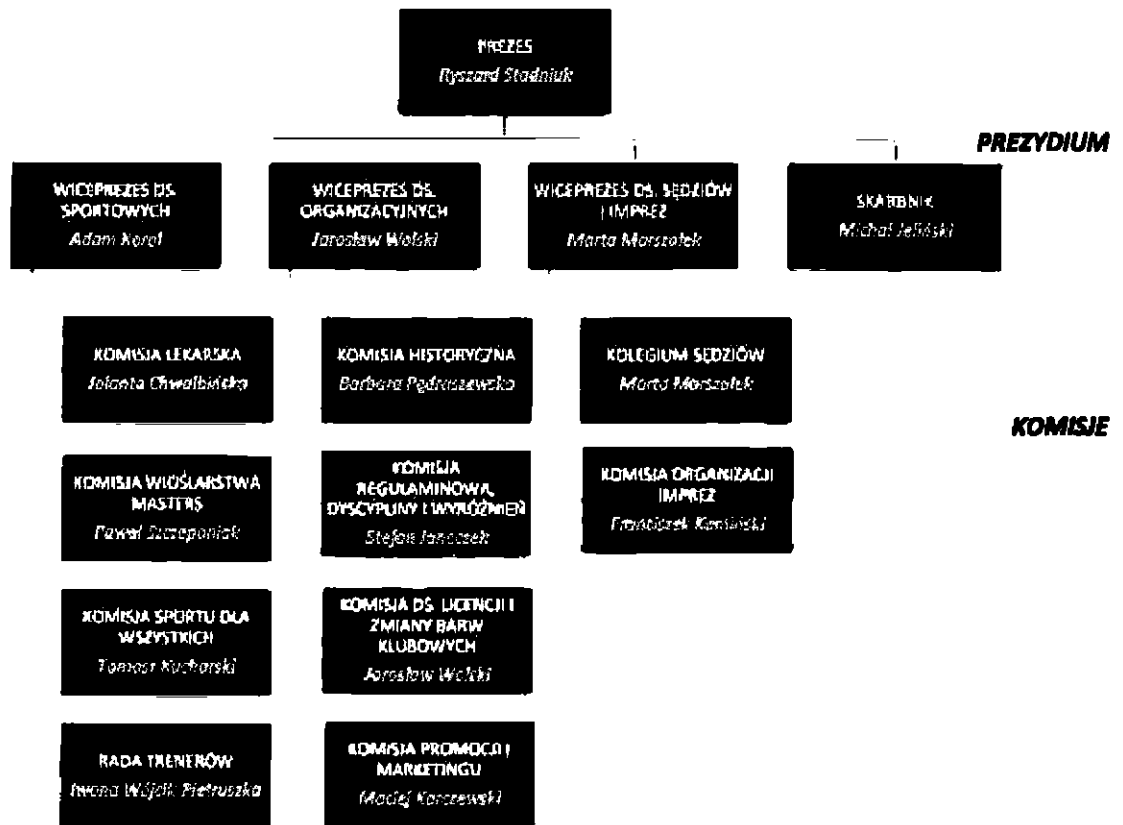 PREZES
Ryszard Stadniuk
PREZYDIUM
WICEPREZES DS.
SPORTOWYCH
Adam Korol
WICEPREZES DS.
ORGANIZACYJNYCH
Jarosław Wolski
WICEPREZES DS. SĘDZIÓW
I IMPREZ
Marta Marszałek
SKARBNIK
Michał Jeliński
KOMISJA LEKARSKA
Jolanta Chwalbińska
KOMISJA HISTORYCZNA
Barbara Pędraszewska
KOLEGIUM SĘDZIÓW
Marta Marszałek
KOMISJE
KOMISJA WIOŚLARSTWA
MASTERS
Paweł Szczepaniak
KOMISJA
REGULAMINOWA,
DYSCYPLINY I WYRÓŻNIEŃ
Stefan Janeczek
KOMISJA ORGANIZACJI
IMPREZ
Franciszek Kamiński
KOMISJA SPORTU DLA
WSZYSTKICH
Tomasz Kucharski
KOMISJA DS. LICENCJI I
ZMIANY BARW
KLUBOWYCH
Jarosław Wolski
RADA TRENERÓW
Iwona Wójcik-Pietruszka
KOMISJA PROMOCJI I
MARKETINGU
Maciej Karczewski